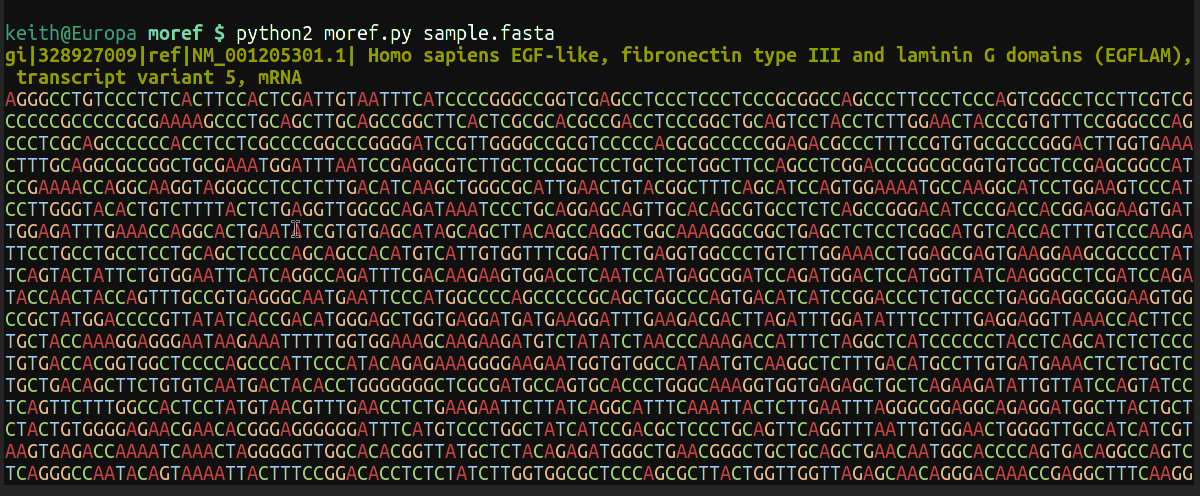 keith@Europa moref $ python2 moref.py sample.fasta
gi|328927009|ref|NM_001205301.1| Homo sapiens EGF-like, fibronectin type III and laminin G domains (EGFLAM),
transcript variant 5, mRNA
AGGGCCTGTCCCTCTCACTTCCACTCGATTGTAATTTCATCCCCGGGCCGGTCGAGCCTCCCTCCCTCCCGCGGCCAGCCCTTCCCTCCCAGTCGGCCTCCTTCGTCG
CCCCCGCCCCCGCGAAAAGCCCTGCAGCTTGCAGCCGGCTTCACTCGCGCACGCCGACCTCCCGGCTGCAGTCCTACCTCTTGGAACTACCCGTGTTTCCGGGCCCAG
CCCTCGCAGCCCCCCCACCTCCTCGCCCCGGCCGGGGATCCGTTGGGGCCGCGTCCCCCACGCGCCCCCGGAGACGCCCTTTCCGTGTGCGCCCGGGACTTGGTGAAA
CTTTGCAGGCGCCGGCTGCGAAATGGATTTAATCCGAGGCGTCTTGCTCCGGCTCCTGCTCCTGGCTTCCAGCCTCGGACCCGGCGCGGTGTCGCTCCGAGCGGCCAT
CCGAAAACCAGGCAAGGTAGGGCCTCCTCTTGACATCAAGCTGGGCGCATTGAACTGTACGGCTTTCAGCATCCAGTGGAAAATGCCAAGGCATCCTGGAAGTCCCAT
CCTTGGGTACACTGTCTTTTACTCTGAGGTTGGCGCAGATAAATCCCTGCAGGAGCAGTTGCACAGCGTGCCTCTCAGCCGGGACATCCCGACCACGGAGGAAGTGAT
TGGAGATTTGAAACCAGGCACTGAATATCGTGTGAGCATAGCAGCTTACAGCCAGGCTGGCAAAGGGCGGCTGAGCTCTCCTCGGCATGTCACCACTTTGTCCCAAGA
TTCCTGCCTGCCTCCTGCAGCTCCCCAGCAGCCACATGTCATTGTGGTTTCGGATTCTGAGGTGGCCCTGTCTTGGAAACCTGGAGCGAGTGAAGGAAGCGCCCCTAT
TCAGTACTATTCTGTGGAATTCATCAGGCCAGATTTCGACAAGAAGTGGACCTCAATCCATGAGCGGATCCAGATGGACTCCATGGTTATCAAGGGCCTCGATCCAGA
TACCAACTACCAGTTTGCCGTGAGGGCAATGAATTCCCATGGCCCCAGCCCCCGCAGCTGGCCCAGTGACATCATCCGGACCCTCTGCCCTGAGGAGGCGGGAAGTGG
CCGCTATGGACCCCGTTATATCACCGACATGGGAGCTGGTGAGGATGATGAAGGATTTGAAGACGACTTAGATTTGGATATTTCCTTTGAGGAGGTTAAACCACTTCC
TGCTACCAAAGGAGGGAATAAGAAATTTTTGGTGGAAAGCAAGAAGATGTCTATATCTAACCCAAAGACCATTTCTAGGCTCATCCCCCCTACCTCAGCATCTCTCCC
TGTGACCACGGTGGCTCCCCAGCCCATTCCCATACAGAGAAAGGGGAAGAATGGTGTGGCCATAATGTCAAGGCTCTTTGACATGCCTTGTGATGAAACTCTCTGCTC
TGCTGACAGCTTCTGTGTCAATGACTACACCTGGGGGGGCTCGCGATGCCAGTGCACCCTGGGCAAAGGTGGTGAGAGCTGCTCAGAAGATATTGTTATCCAGTATCC
TCAGTTCTTTGGCCACTCCTATGTAACGTTTGAACCTCTGAAGAATTCTTATCAGGCATTTCAAATTACTCTTGAATTTAGGGCGGAGGCAGAGGATGGCTTACTGCT
CTACTGTGGGGAGAACGAACACGGGAGGGGGGATTTCATGTCCCTGGCTATCATCCGACGCTCCCTGCAGTTCAGGTTTAATTGTGGAACTGGGGTTGCCATCATCGT
AAGTGAGACCAAAATCAAACTAGGGGGTTGGCACACGGTTATGCTCTACAGAGATGGGCTGAACGGGCTGCTGCAGCTGAACAATGGCACCCCAGTGACAGGCCAGTC
TCAGGGCCAATACAGTAAAATTACTTTCCGGACACCTCTCTATCTTGGTGGCGCTCCCAGCGCTTACTGGTTGGTTAGAGCAACAGGGACAAACCGAGGCTTTCAAGG